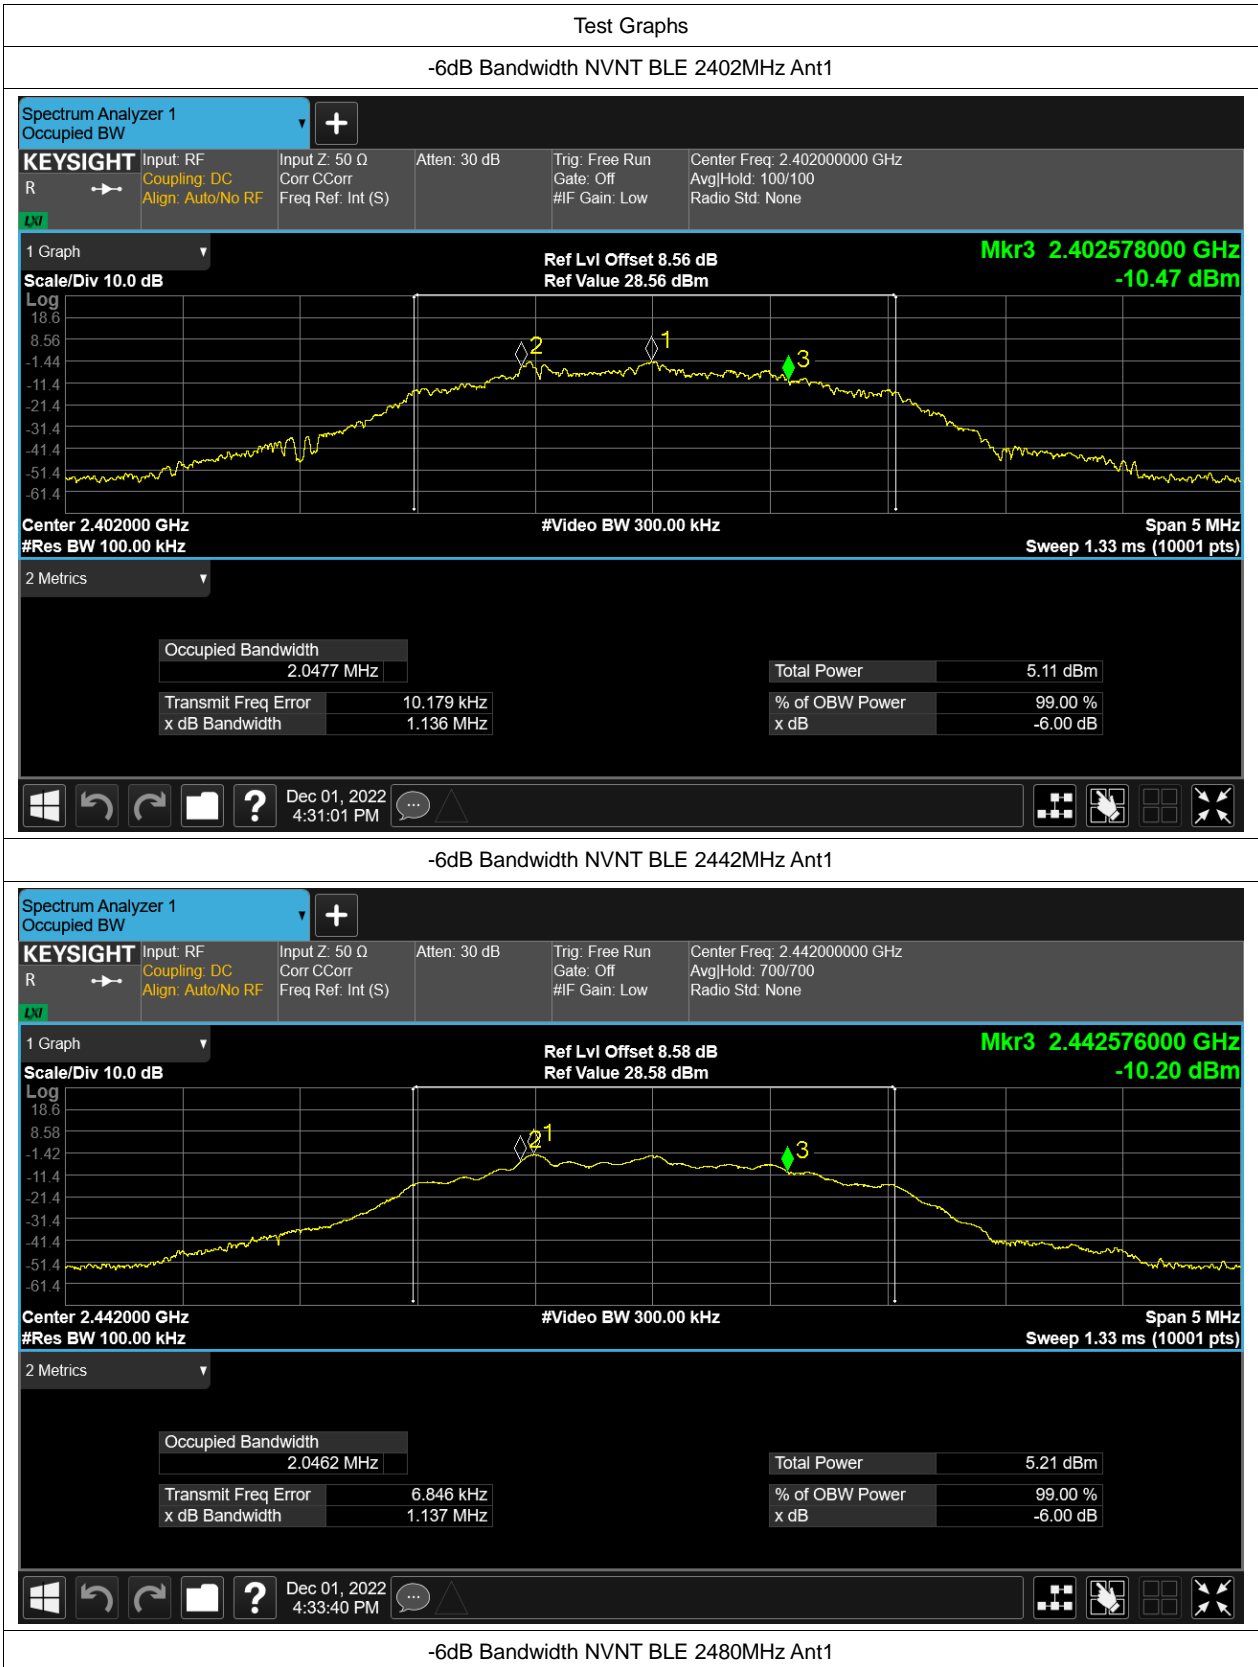 Test Graphs
-6dB Bandwidth NVNT BLE 2402MHz Ant1
Spectrum Analyzer 1
Occupied BW
KEYSIGHT Input: RF Input Z: 50 Ω Atten: 30 dB Trig: Free Run Center Freq: 2.402000000 GHz
R Coupling: DC Corr CCorr Gate: Off Avg|Hold: 100/100
Align: Auto/No RF Freq Ref: Int (S) #IF Gain: Low Radio Std: None
LXI
1 Graph Ref Lvl Offset 8.56 dB Mkr3 2.402578000 GHz
Scale/Div 10.0 dB Ref Value 28.56 dBm -10.47 dBm
Log
18.6
8.56
-1.44
-11.4
-21.4
-31.4
-41.4
-51.4
-61.4
2 1 3
Center 2.402000 GHz #Video BW 300.00 kHz Span 5 MHz
#Res BW 100.00 kHz Sweep 1.33 ms (10001 pts)
2 Metrics
Occupied Bandwidth
2.0477 MHz Total Power 5.11 dBm
Transmit Freq Error 10.179 kHz % of OBW Power 99.00 %
x dB Bandwidth 1.136 MHz x dB -6.00 dB
Dec 01, 2022
4:31:01 PM
-6dB Bandwidth NVNT BLE 2442MHz Ant1
Spectrum Analyzer 1
Occupied BW
KEYSIGHT Input: RF Input Z: 50 Ω Atten: 30 dB Trig: Free Run Center Freq: 2.442000000 GHz
R Coupling: DC Corr CCorr Gate: Off Avg|Hold: 700/700
Align: Auto/No RF Freq Ref: Int (S) #IF Gain: Low Radio Std: None
LXI
1 Graph Ref Lvl Offset 8.58 dB Mkr3 2.442576000 GHz
Scale/Div 10.0 dB Ref Value 28.58 dBm -10.20 dBm
Log
18.6
8.58
-1.42
-11.4
-21.4
-31.4
-41.4
-51.4
-61.4
2 1 3
Center 2.442000 GHz #Video BW 300.00 kHz Span 5 MHz
#Res BW 100.00 kHz Sweep 1.33 ms (10001 pts)
2 Metrics
Occupied Bandwidth
2.0462 MHz Total Power 5.21 dBm
Transmit Freq Error 6.846 kHz % of OBW Power 99.00 %
x dB Bandwidth 1.137 MHz x dB -6.00 dB
Dec 01, 2022
4:33:40 PM
-6dB Bandwidth NVNT BLE 2480MHz Ant1